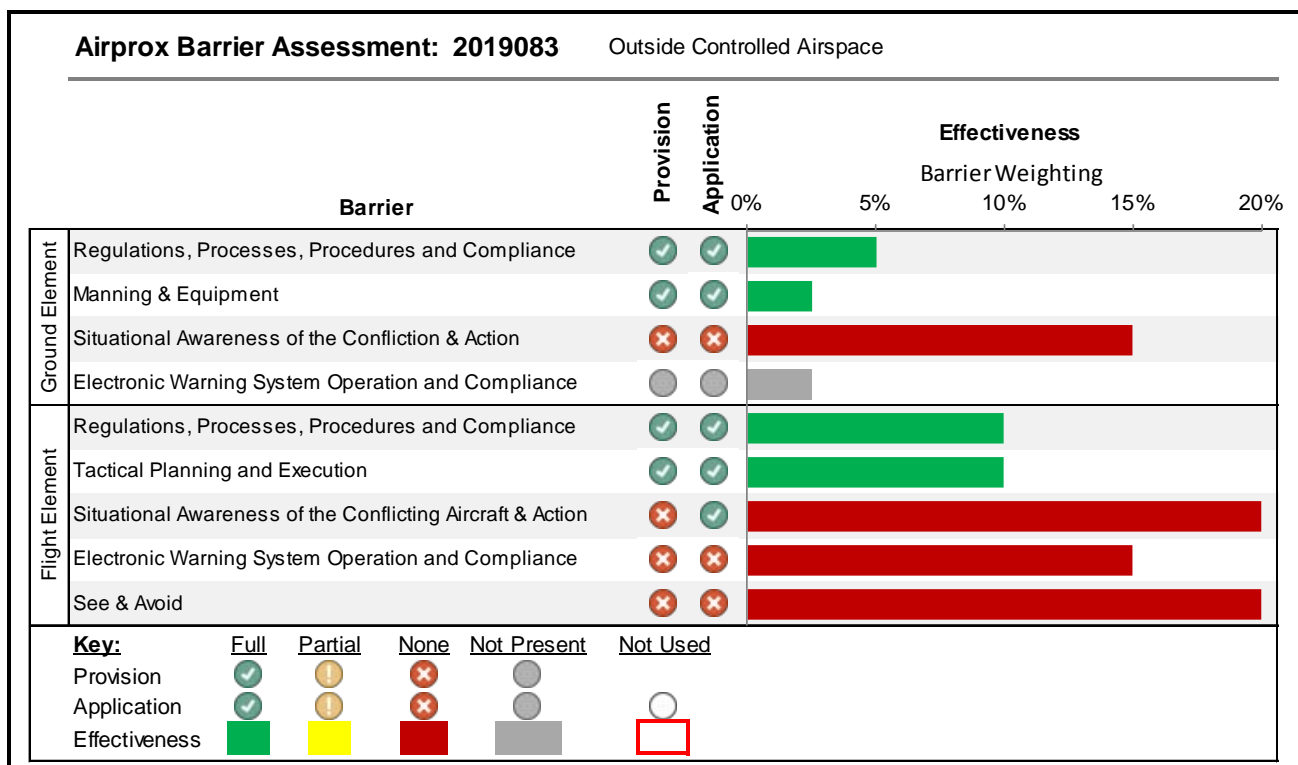 Airprox Barrier Assessment: 2019083 Outside Controlled Airspace
Barrier
Provision
Application
Effectiveness
Barrier Weighting
0% 5% 10% 15% 20%
Ground Element
Regulations, Processes, Procedures and Compliance
Manning & Equipment
Situational Awareness of the Confliction & Action
Electronic Warning System Operation and Compliance
Flight Element
Regulations, Processes, Procedures and Compliance
Tactical Planning and Execution
Situational Awareness of the Conflicting Aircraft & Action
Electronic Warning System Operation and Compliance
See & Avoid
Key: Full Partial None Not Present Not Used
Provision
Application
Effectiveness